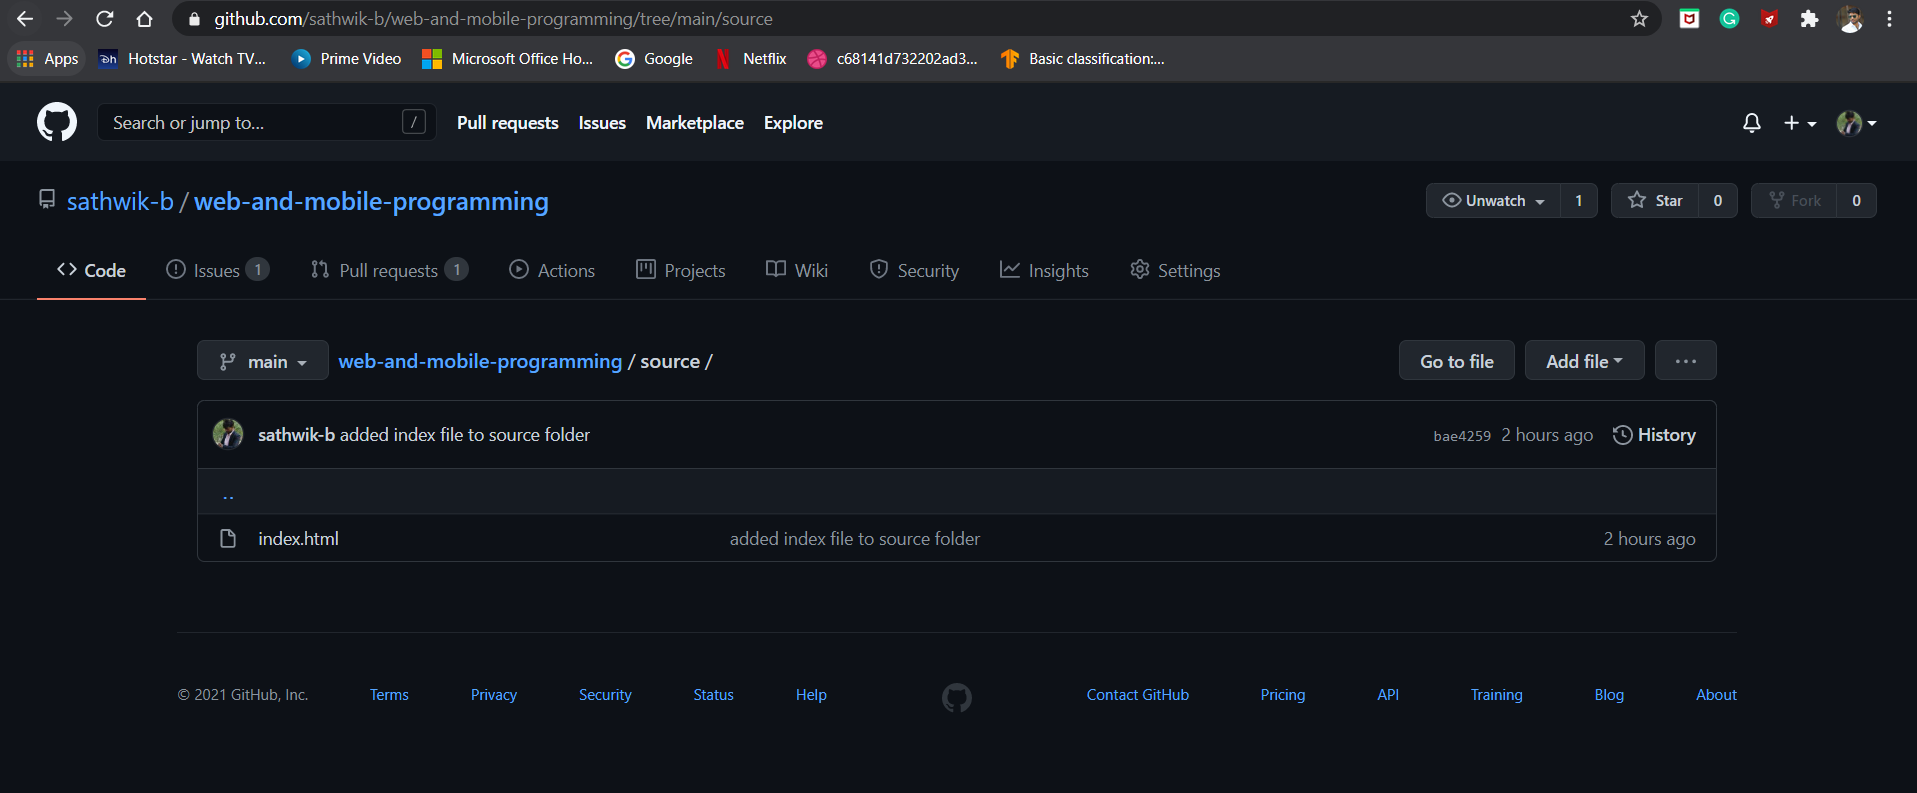 github.com/sathwik-b/web-and-mobile-programming/tree/main/source
Apps Hotstar - Watch TV... Prime Video Microsoft Office Ho... Google Netflix c68141d732202ad3... Basic classification:...
Search or jump to... / Pull requests Issues Marketplace Explore
sathwik-b / web-and-mobile-programming Unwatch 1 Star 0 Fork 0
Code Issues 1 Pull requests 1 Actions Projects Wiki Security Insights Settings
main web-and-mobile-programming / source / Go to file Add file ...
sathwik-b added index file to source folder bae4259 2 hours ago History
..
index.html added index file to source folder 2 hours ago
© 2021 GitHub, Inc. Terms Privacy Security Status Help Contact GitHub Pricing API Training Blog About